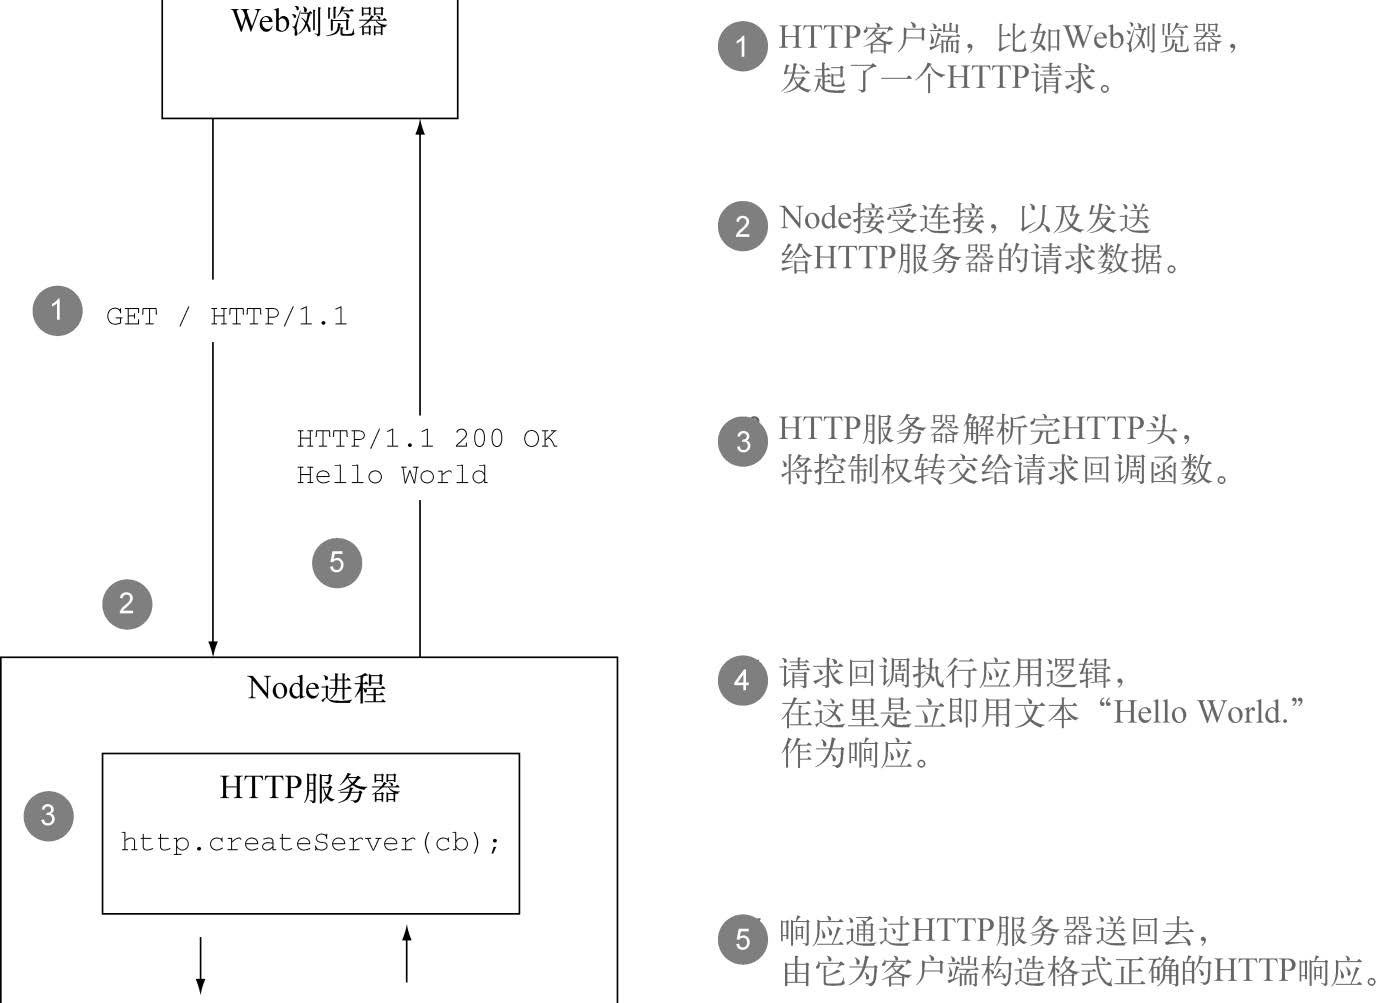 Web浏览器
1
GET / HTTP/1.1
HTTP/1.1 200 OK
Hello World
5
2
Node进程
3
HTTP服务器
http.createServer(cb);
1
HTTP客户端，比如Web浏览器，
发起了一个HTTP请求。
2
Node接受连接，以及发送
给HTTP服务器的请求数据。
3
HTTP服务器解析完HTTP头，
将控制权转交给请求回调函数。
4
请求回调执行应用逻辑，
在这里是立即用文本“Hello World.”
作为响应。
5
响应通过HTTP服务器送回去，
由它为客户端构造格式正确的HTTP响应。